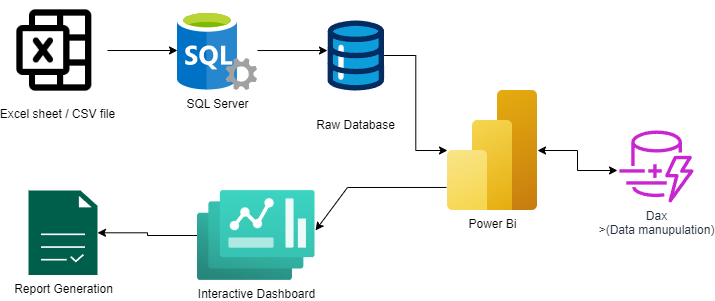 X
SQL
Excel sheet / CSV file
SQL Server
Raw Database
Power Bi
Dax
>(Data manupulation)
Report Generation
Interactive Dashboard